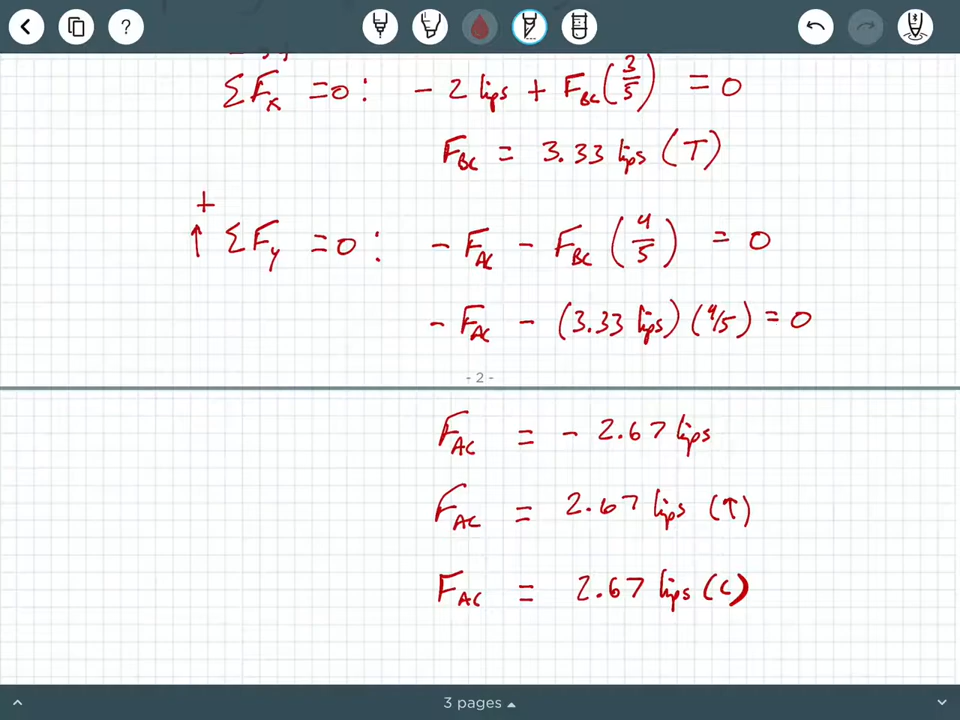 ?
ΣFx = 0 : - 2 kips + FBC (3/5) = 0
FBC = 3.33 kips (T)
+
↑ ΣFy = 0 : - FAC - FBC (4/5) = 0
- FAC - (3.33 kips) (4/5) = 0
- 2 -
FAC = - 2.67 kips
FAC = 2.67 kips (↑)
FAC = 2.67 kips (C)
3 pages